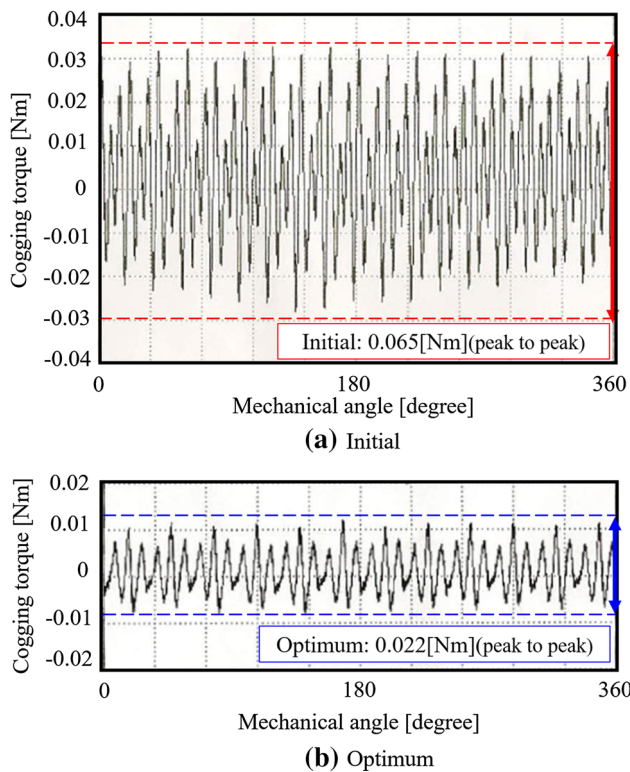 0.04
0.03
0.02
0.01
0
-0.01
-0.02
-0.03
-0.04
Cogging torque [Nm]
Initial: 0.065[Nm](peak to peak)
0 180 360
Mechanical angle [degree]
(a) Initial
0.02
0.01
0
-0.01
-0.02
Cogging torque [Nm]
Optimum: 0.022[Nm](peak to peak)
0 180 360
Mechanical angle [degree]
(b) Optimum